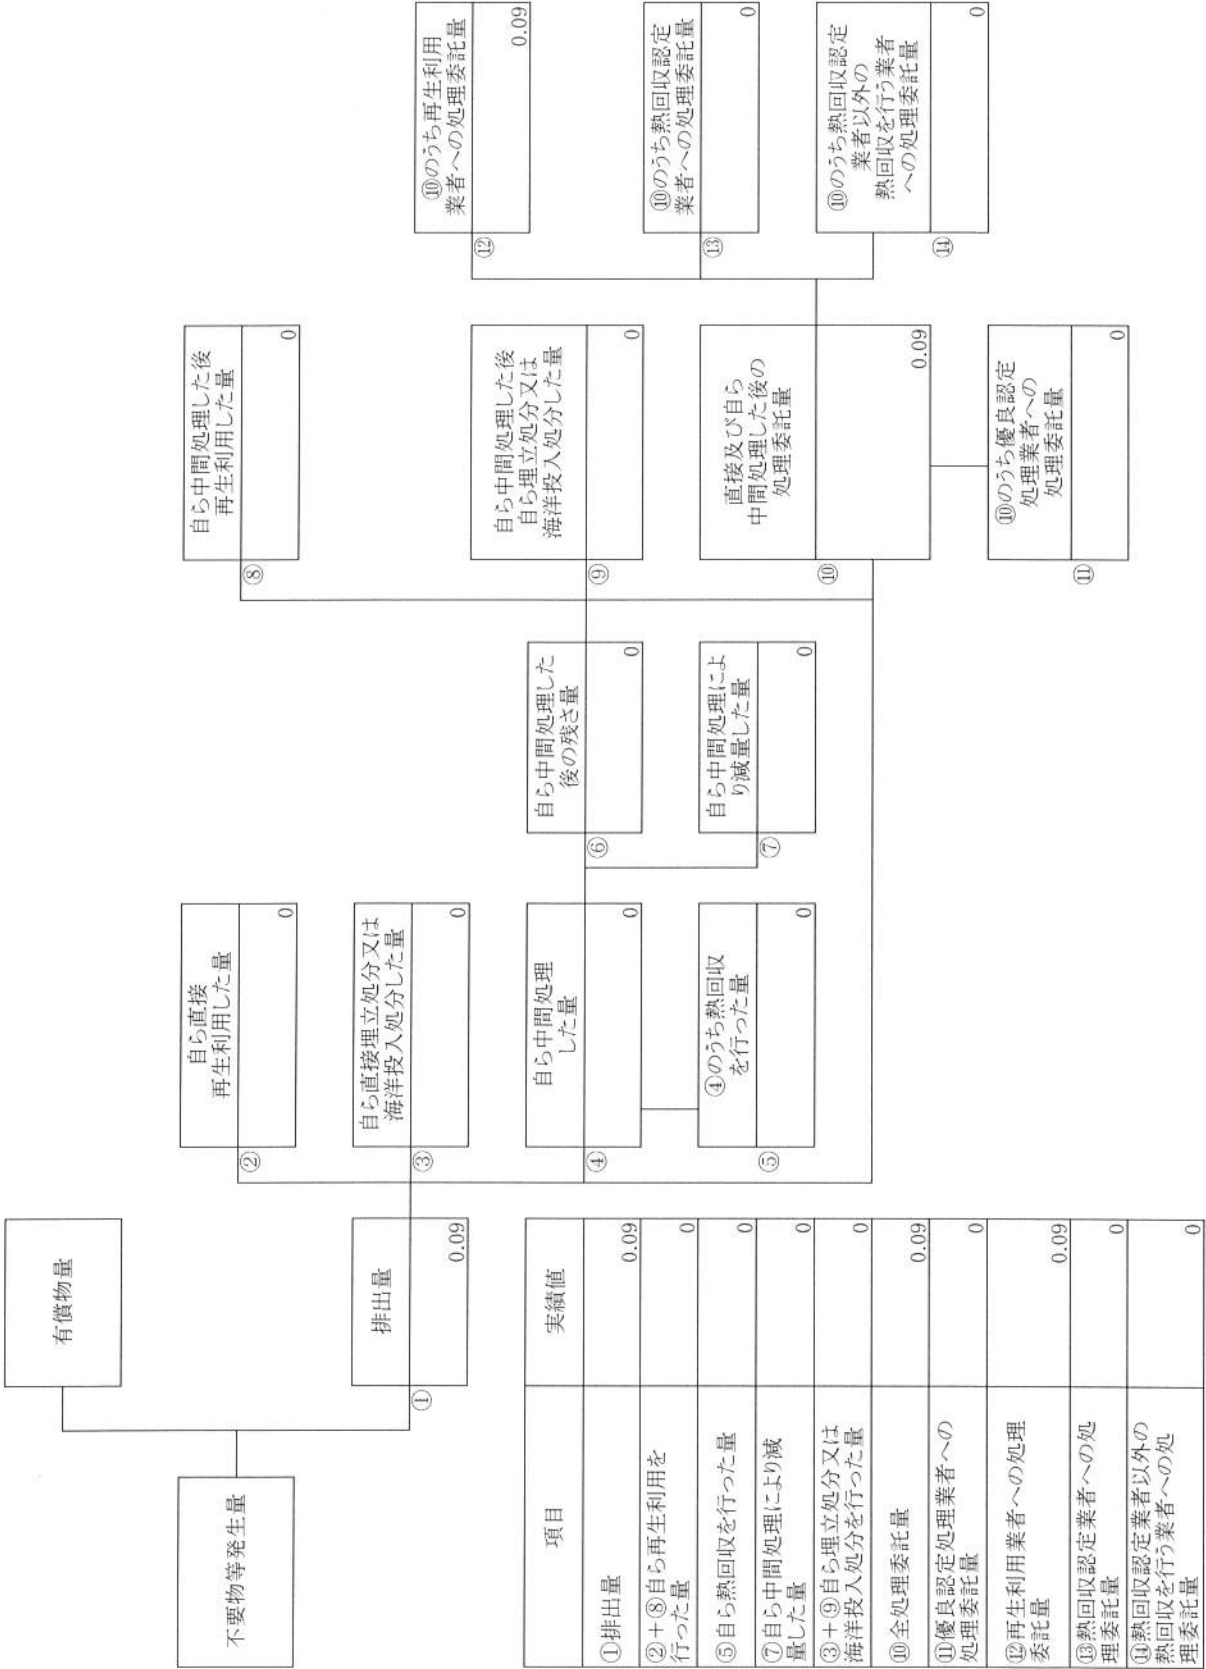 有償物量
不要物等発生量
排出量
①
0.09
自ら直接
再生利用した量
②
0
自ら直接埋立処分又は
海洋投入処分した量
③
0
自ら中間処理
した量
④
0
④のうち熱回収
を行った量
⑤
0
自ら中間処理した
後の残さ量
⑥
0
自ら中間処理によ
り減量した量
⑦
0
自ら中間処理した後
再生利用した量
⑧
0
自ら中間処理した後
自ら埋立処分又は
海洋投入処分した量
⑨
0
直接及び自ら
中間処理した後の
処理委託量
⑩
0.09
⑩のうち優良認定
処理業者への
処理委託量
⑪
0
⑩のうち再生利用
業者への処理委託量
⑫
0.09
⑩のうち熱回収認定
業者への処理委託量
⑬
0
⑩のうち熱回収認定
業者以外の
熱回収を行う業者
への処理委託量
⑭
0
項目
実績値
①排出量
0.09
②+⑧自ら再生利用を
行った量
0
⑤自ら熱回収を行った量
0
⑦自ら中間処理により減
量した量
0
③+⑨自ら埋立処分又は
海洋投入処分を行った量
0
⑩全処理委託量
0.09
⑪優良認定処理業者への
処理委託量
0
⑫再生利用業者への処理
委託量
0.09
⑬熱回収認定業者への処
理委託量
0
⑭熱回収認定業者以外の
熱回収を行う業者への処
理委託量
0